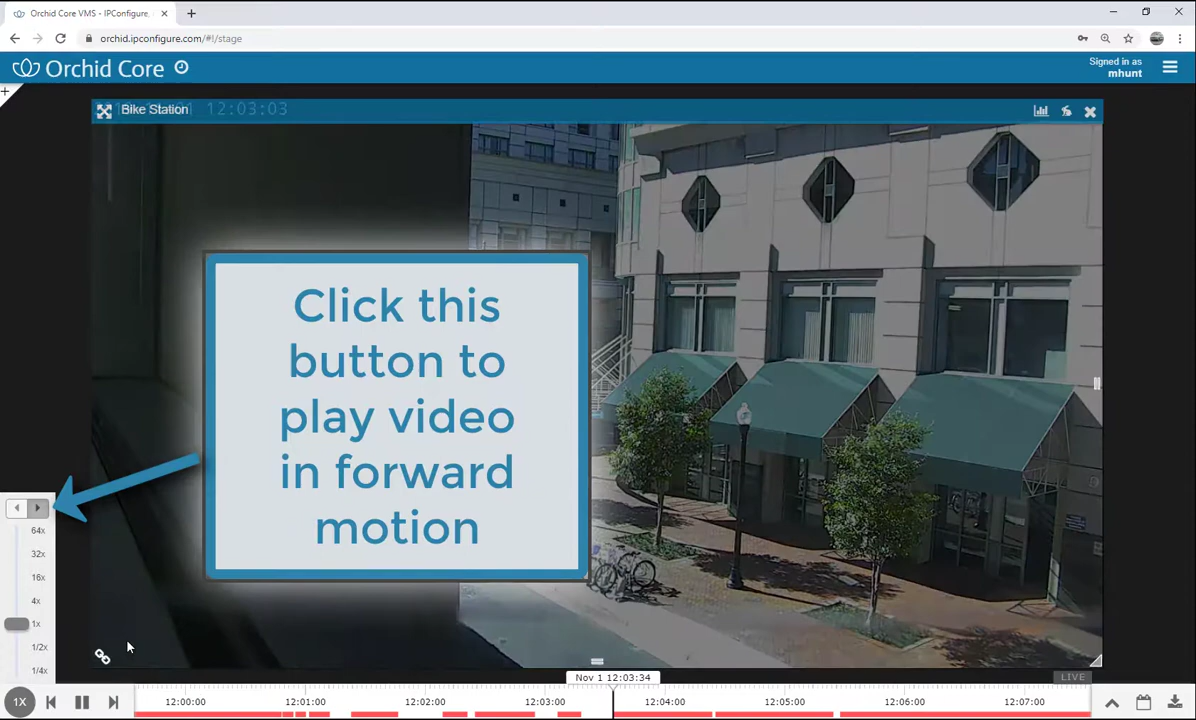 Orchid Core VMS - IPConfigure,
orchid.ipconfigure.com/#!/stage
Orchid Core
Signed in as
mhunt
Bike Station
12:03:03
Click this
button to
play video
in forward
motion
64x
32x
16x
4x
1x
1/2x
1/4x
Nov 1 12:03:34
LIVE
1X
12:00:00
12:01:00
12:02:00
12:03:00
12:04:00
12:05:00
12:06:00
12:07:00